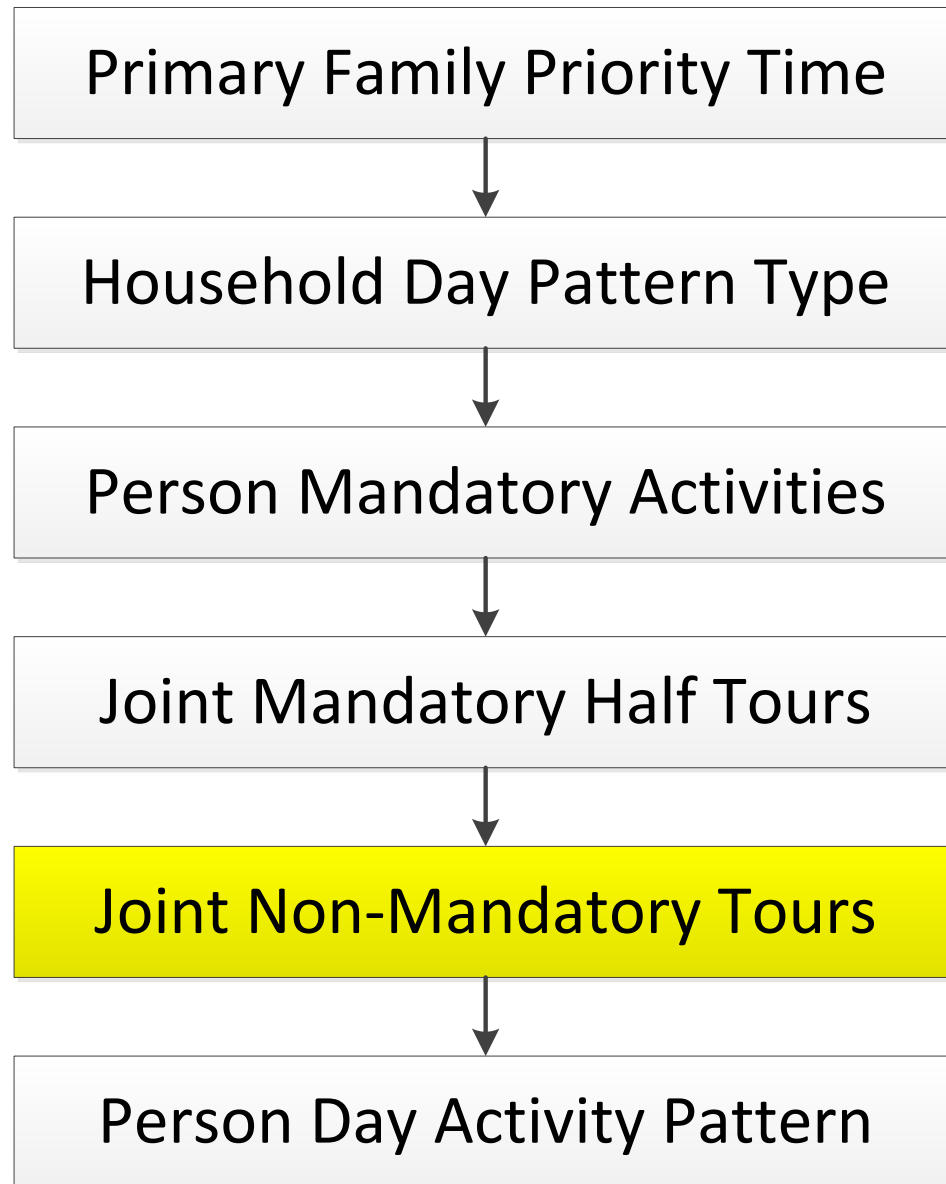 Primary Family Priority Time
Household Day Pattern Type
Person Mandatory Activities
Joint Mandatory Half Tours
Joint Non-Mandatory Tours
Person Day Activity Pattern